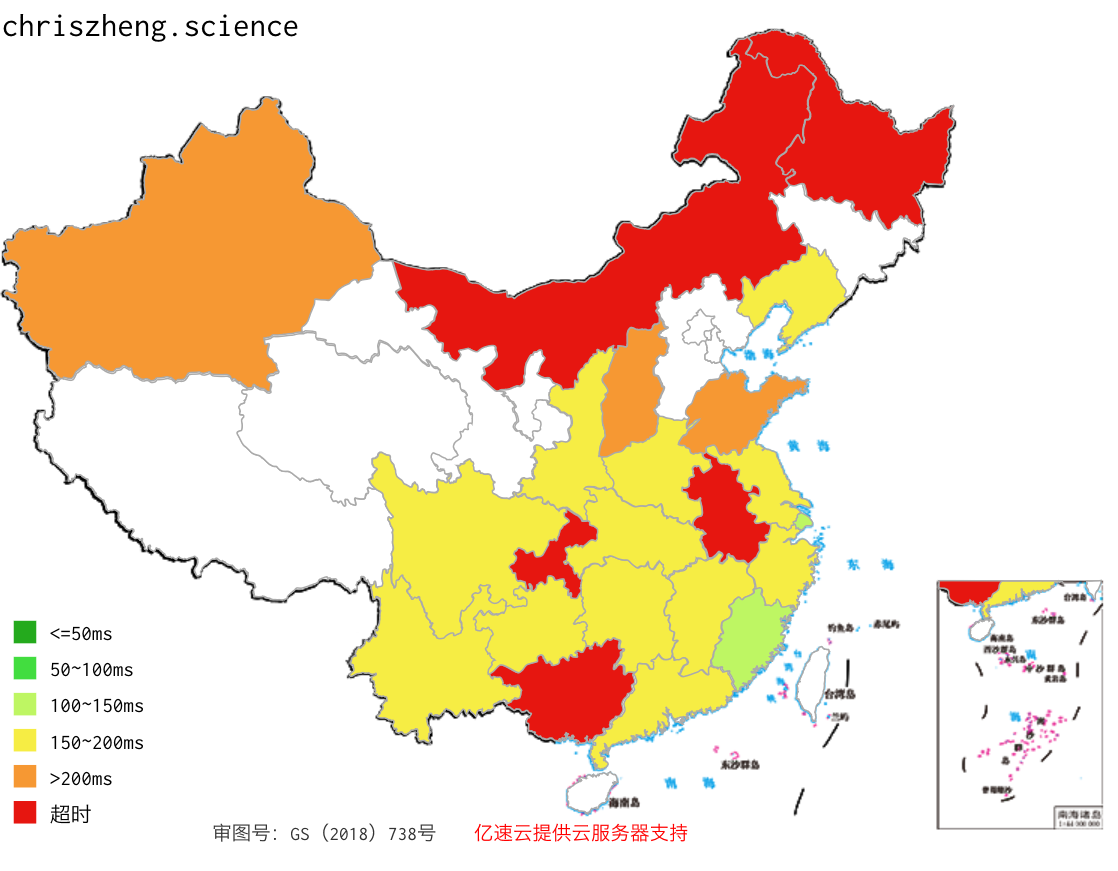 chriszheng.science
渤 海
黄 海
东 海
钓鱼岛
赤尾屿
台湾岛
兰屿
东沙群岛
南 海
海南岛
台湾岛
东沙群岛
海南岛
西沙群岛
永兴岛
中沙群岛
黄岩岛
南
海
南
沙
群
岛
曾母暗沙
南海诸岛
<=50ms
50~100ms
100~150ms
150~200ms
>200ms
超时
审图号：GS（2018）738号
亿速云提供云服务器支持